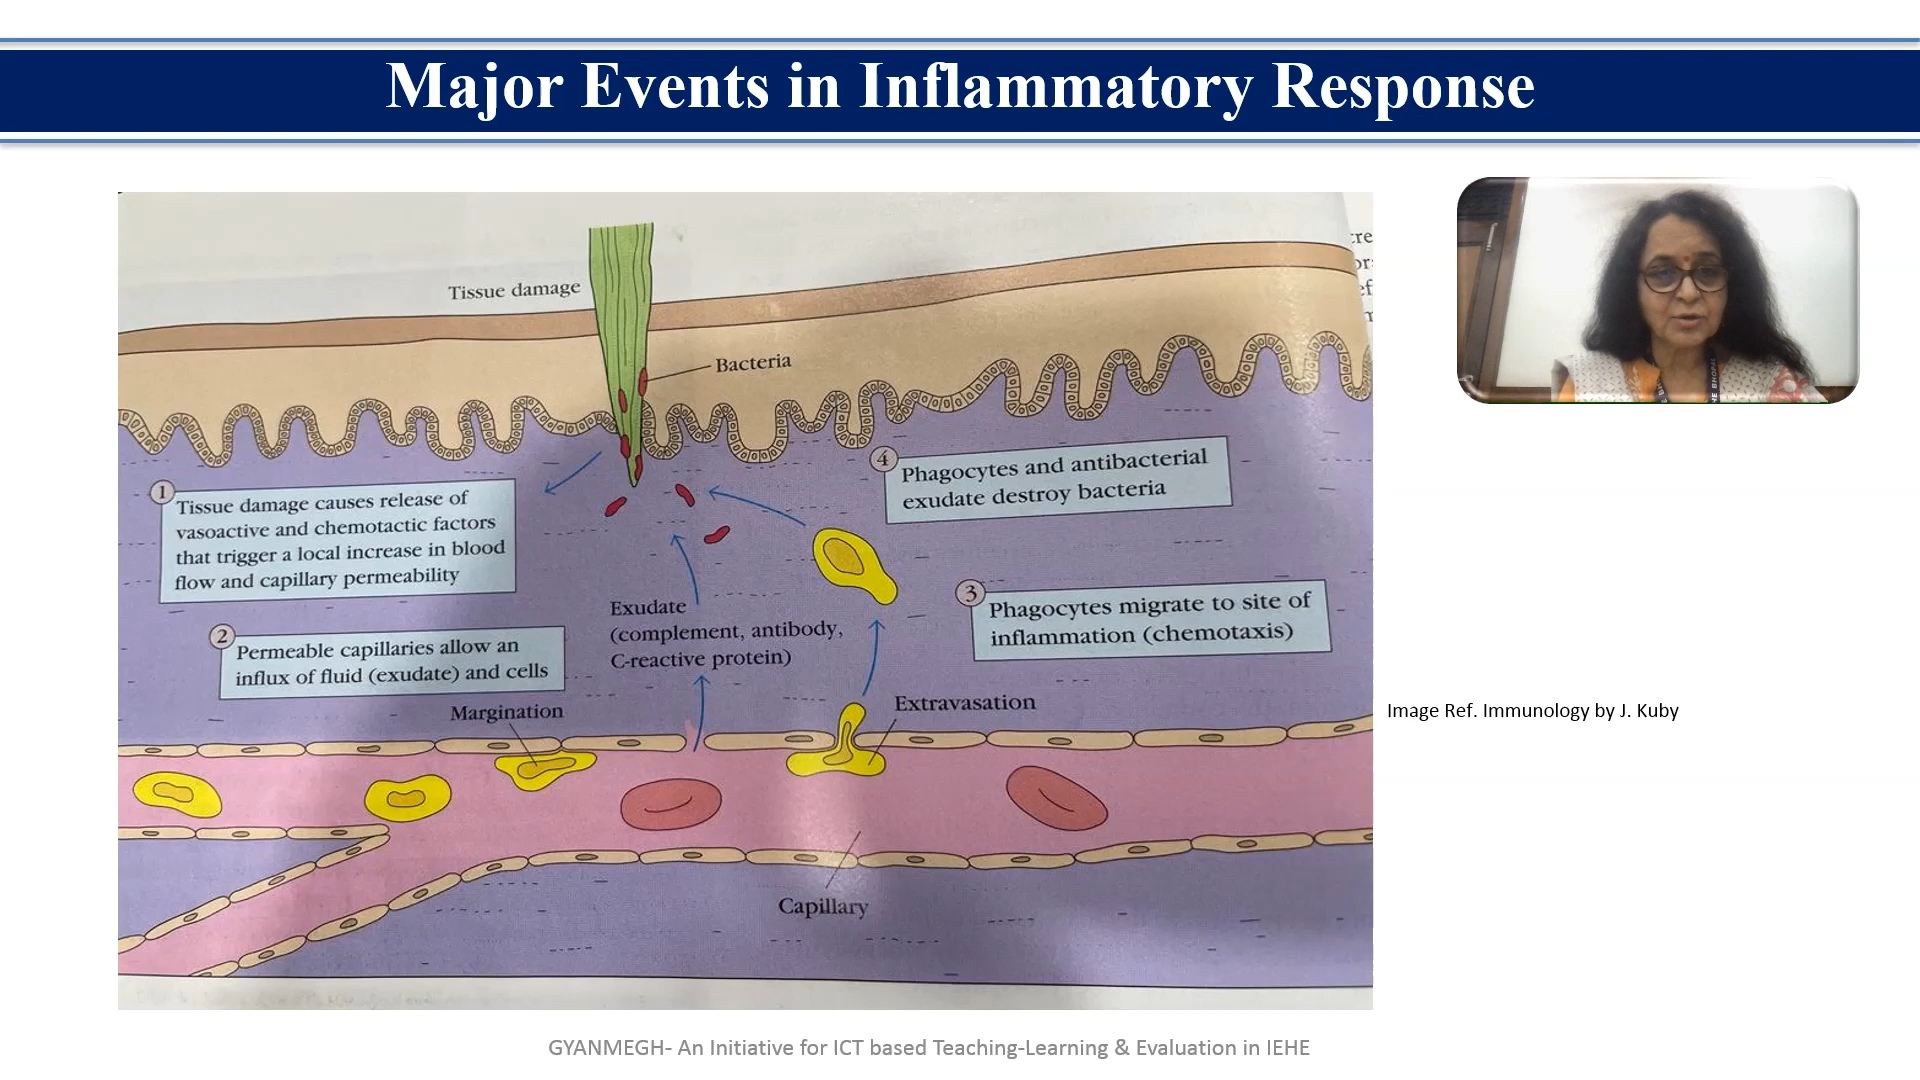 Major Events in Inflammatory Response
Tissue damage
Bacteria
1
Tissue damage causes release of
vasoactive and chemotactic factors
that trigger a local increase in blood
flow and capillary permeability
2
Permeable capillaries allow an
influx of fluid (exudate) and cells
Margination
Exudate
(complement, antibody,
C-reactive protein)
4
Phagocytes and antibacterial
exudate destroy bacteria
3
Phagocytes migrate to site of
inflammation (chemotaxis)
Extravasation
Capillary
Image Ref. Immunology by J. Kuby
GYANMEGH- An Initiative for ICT based Teaching-Learning & Evaluation in IEHE